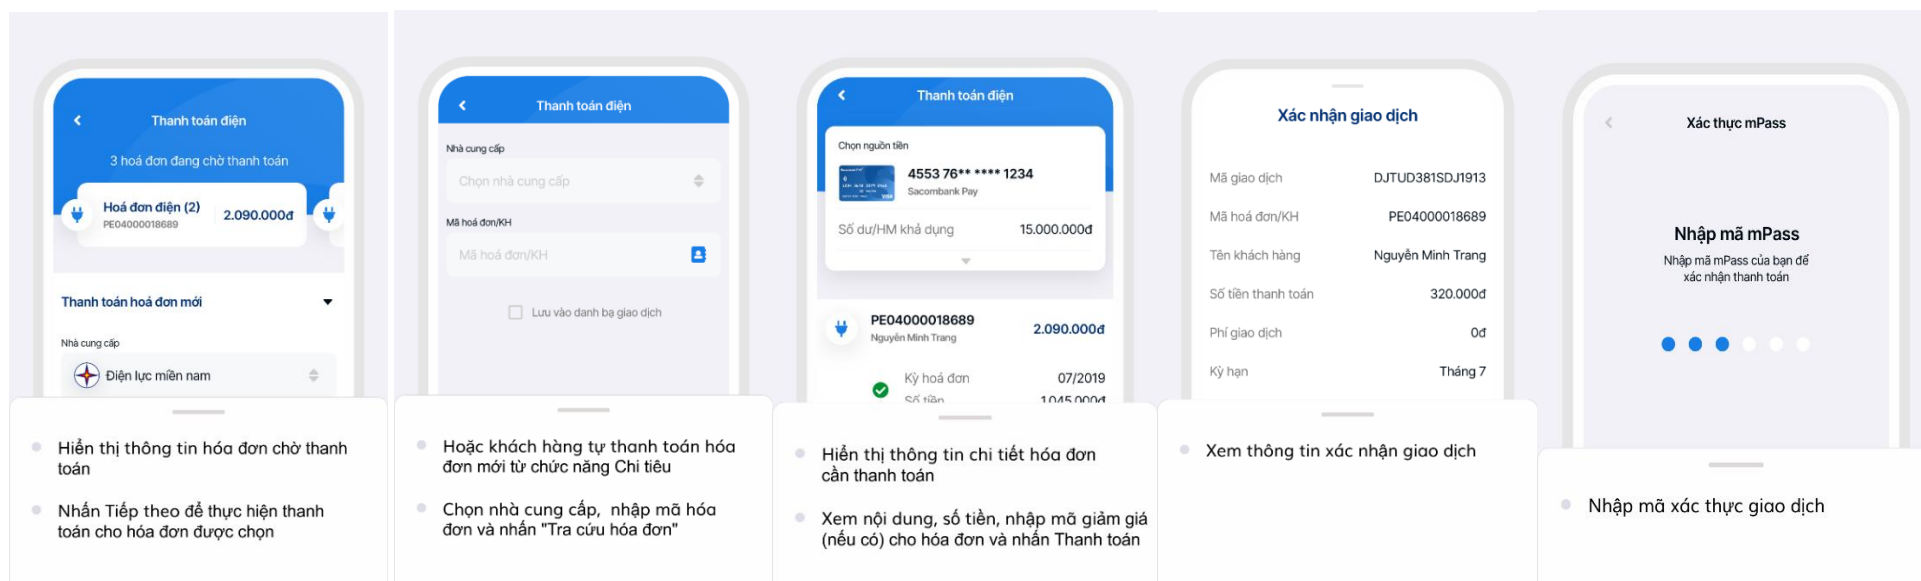 Thanh toán điện
3 hoá đơn đang chờ thanh toán
Hoá đơn điện (2)
PE04000018689
2.090.000đ
Thanh toán hoá đơn mới
Nhà cung cấp
Điện lực miền nam
Hiển thị thông tin hóa đơn chờ thanh
toán
Nhấn Tiếp theo để thực hiện thanh
toán cho hóa đơn được chọn
Thanh toán điện
Nhà cung cấp
Chọn nhà cung cấp
Mã hoá đơn/KH
Mã hoá đơn/KH
Lưu vào danh bạ giao dịch
Hoặc khách hàng tự thanh toán hóa
đơn mới từ chức năng Chi tiêu
Chọn nhà cung cấp, nhập mã hóa
đơn và nhấn "Tra cứu hóa đơn"
Thanh toán điện
Chọn nguồn tiền
4553 76** **** 1234
Sacombank Pay
Số dư/HM khả dụng 15.000.000đ
PE04000018689
Nguyễn Minh Trang
2.090.000đ
Kỳ hoá đơn 07/2019
Số tiền 1.045.000đ
Hiển thị thông tin chi tiết hóa đơn
cần thanh toán
Xem nội dung, số tiền, nhập mã giảm giá
(nếu có) cho hóa đơn và nhấn Thanh toán
Xác nhận giao dịch
Mã giao dịch DJTUD381SDJ1913
Mã hoá đơn/KH PE04000018689
Tên khách hàng Nguyễn Minh Trang
Số tiền thanh toán 320.000đ
Phí giao dịch 0đ
Kỳ hạn Tháng 7
Xem thông tin xác nhận giao dịch
Xác thực mPass
Nhập mã mPass
Nhập mã mPass của bạn để
xác nhận thanh toán
Nhập mã xác thực giao dịch